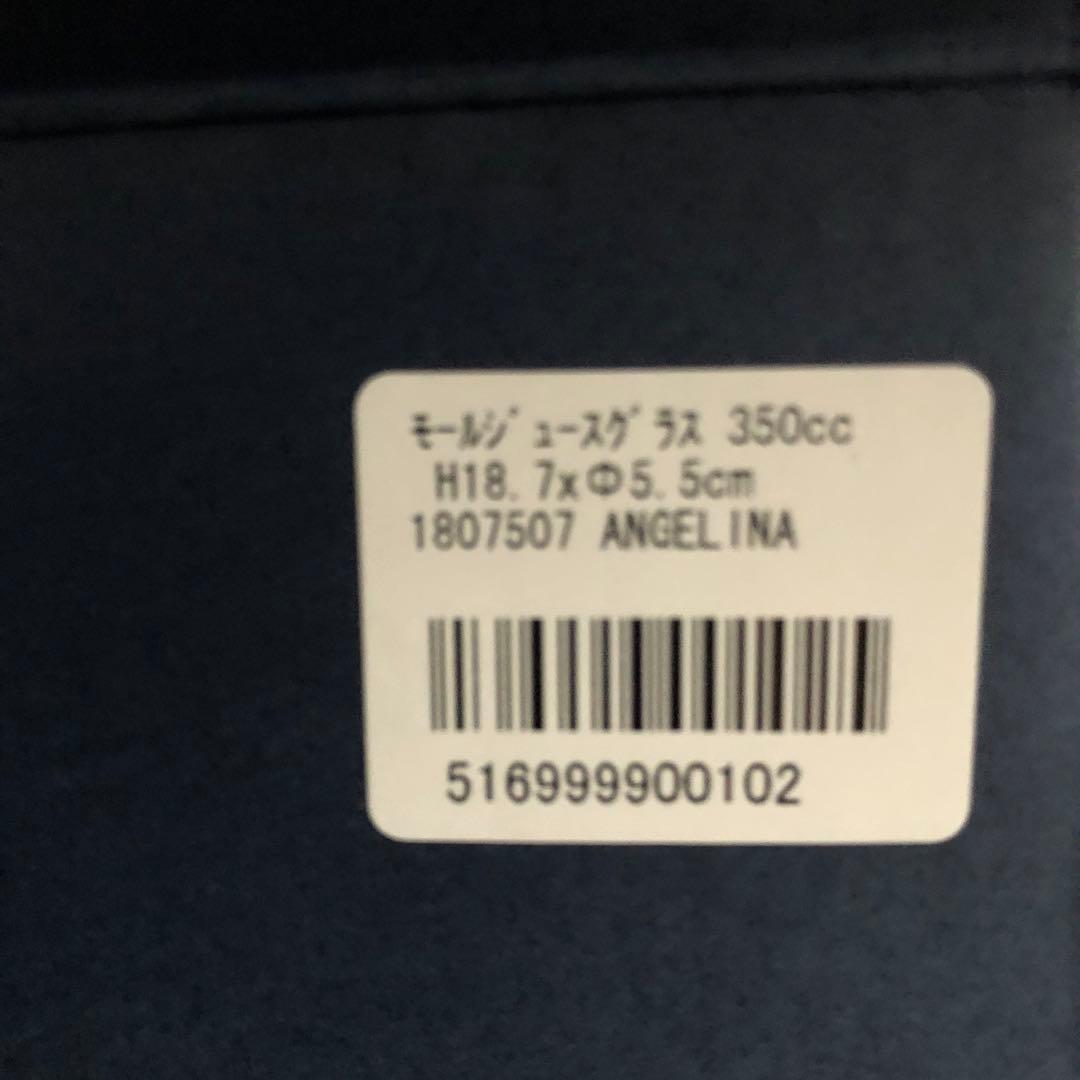 ﾓｰﾙｼﾞｭｰｽｸﾞﾗｽ 350cc
H18.7xΦ5.5cm
1807507 ANGELINA
516999900102